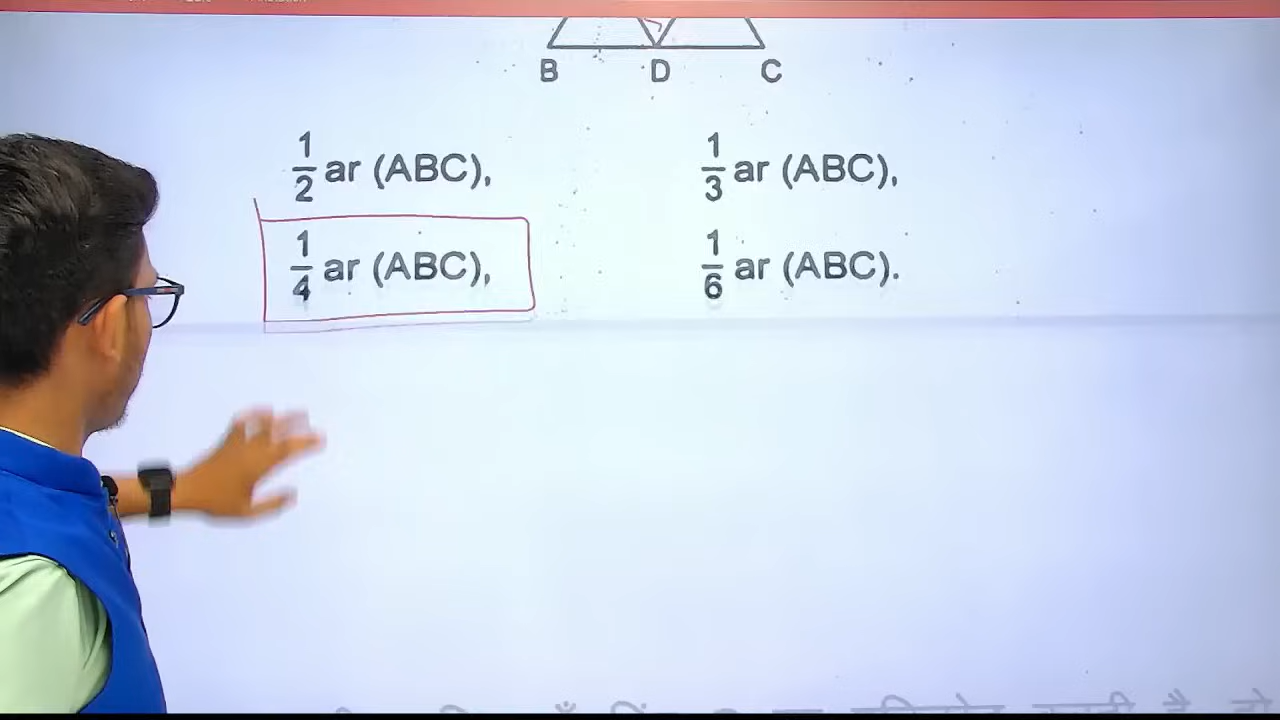 B D C
1/2 ar (ABC), 1/3 ar (ABC),
1/4 ar (ABC), 1/6 ar (ABC).